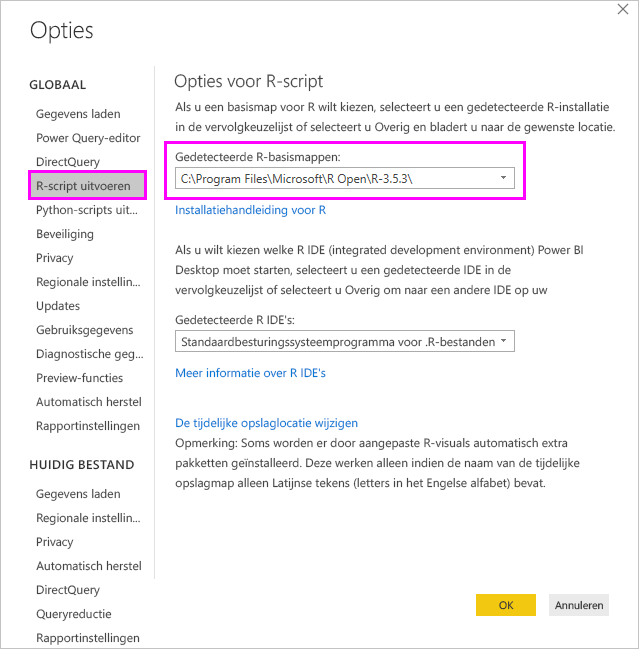 Opties
GLOBAAL
Gegevens laden
Power Query-editor
DirectQuery
R-script uitvoeren
Python-scripts uit...
Beveiliging
Privacy
Regionale instellin...
Updates
Gebruiksgegevens
Diagnostische geg...
Preview-functies
Automatisch herstel
Rapportinstellingen
HUIDIG BESTAND
Gegevens laden
Regionale instellin...
Privacy
Automatisch herstel
DirectQuery
Queryreductie
Rapportinstellingen
Opties voor R-script
Als u een basismap voor R wilt kiezen, selecteert u een gedetecteerde R-installatie
in de vervolgkeuzelijst of selecteert u Overig en bladert u naar de gewenste locatie.
Gedetecteerde R-basismappen:
C:\Program Files\Microsoft\R Open\R-3.5.3\
Installatiehandleiding voor R
Als u wilt kiezen welke R IDE (integrated development environment) Power BI
Desktop moet starten, selecteert u een gedetecteerde IDE in de
vervolgkeuzelijst of selecteert u Overig om naar een andere IDE op uw
Gedetecteerde R IDE's:
Standaardbesturingssysteemprogramma voor .R-bestanden
Meer informatie over R IDE's
De tijdelijke opslaglocatie wijzigen
Opmerking: Soms worden er door aangepaste R-visuals automatisch extra
pakketten geïnstalleerd. Deze werken alleen indien de naam van de tijdelijke
opslagmap alleen Latijnse tekens (letters in het Engelse alfabet) bevat.
OK
Annuleren